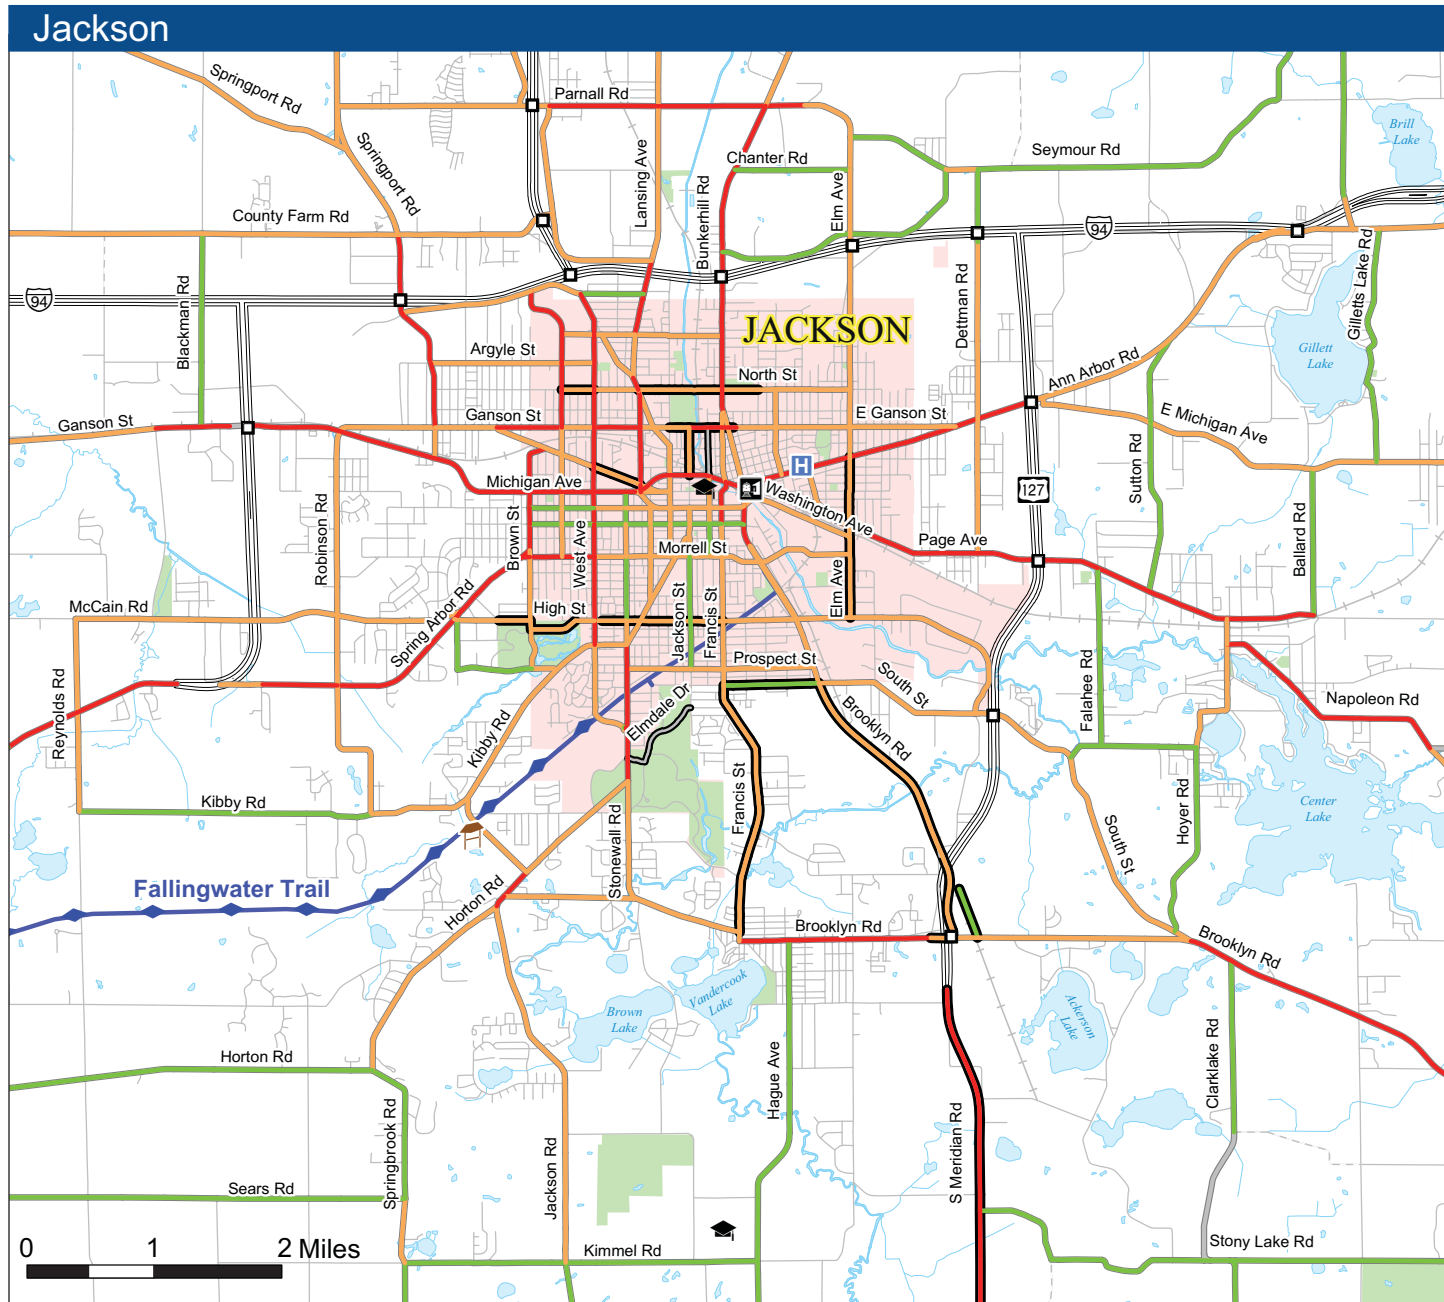 Jackson
Springport Rd
Parnall Rd
Springport Rd
Lansing Ave
Chanter Rd
Seymour Rd
Brill
Lake
Bunkerhill Rd
Elm Ave
County Farm Rd
94
94
Gilletts Lake Rd
Blackman Rd
Dettman Rd
JACKSON
Argyle St
Gillett
Lake
Ann Arbor Rd
North St
Ganson St
Ganson St
E Ganson St
E Michigan Ave
Sutton Rd
H
Michigan Ave
127
Washington Ave
Robinson Rd
Brown St
West Ave
Ballard Rd
Page Ave
Morrell St
Elm Ave
McCain Rd
Spring Arbor Rd
High St
Jackson St
Francis St
Prospect St
South St
Reynolds Rd
Falahee Rd
Napoleon Rd
Elmdale Dr
Kibby Rd
Brooklyn Rd
Kibby Rd
Francis St
Hoyer Rd
Center
Lake
Stonewall Rd
South St
Fallingwater Trail
Horton Rd
Brooklyn Rd
Brooklyn Rd
Vandercook
Lake
Brown
Lake
Ackerson
Lake
Horton Rd
Hague Ave
Clarklake Rd
Springbrook Rd
S Meridian Rd
Jackson Rd
Sears Rd
0 1 2 Miles
Kimmel Rd
Stony Lake Rd